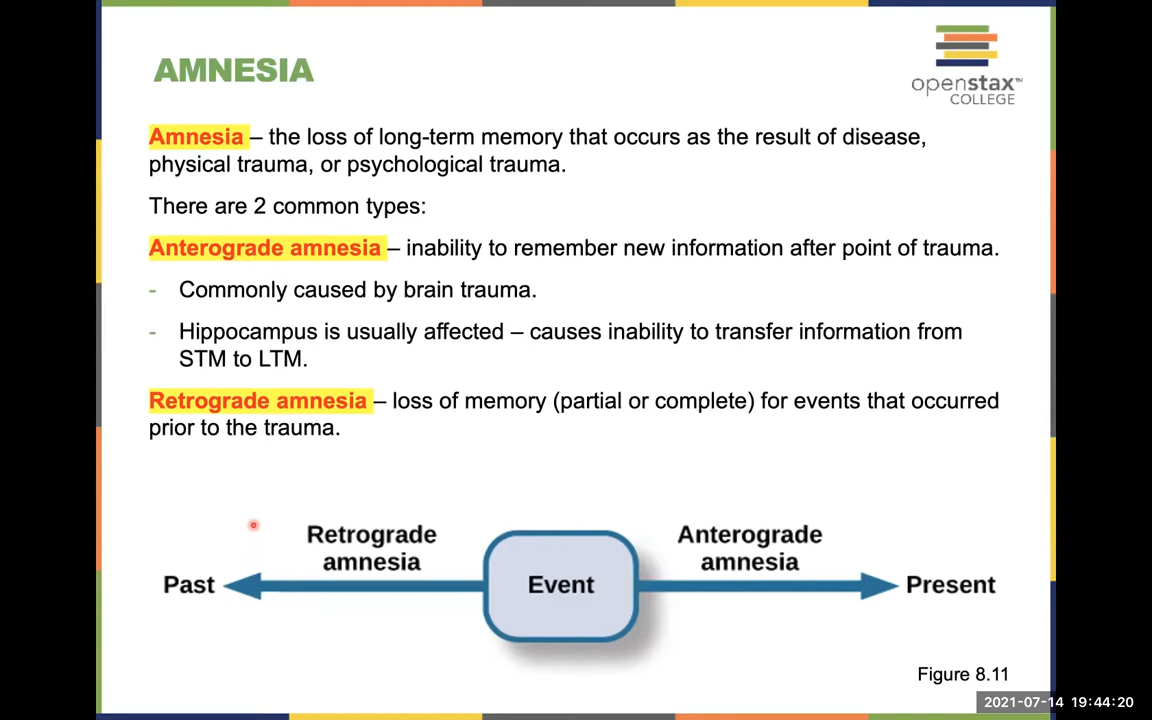 AMNESIA
openstax™
COLLEGE
Amnesia – the loss of long-term memory that occurs as the result of disease,
physical trauma, or psychological trauma.
There are 2 common types:
Anterograde amnesia – inability to remember new information after point of trauma.
- Commonly caused by brain trauma.
- Hippocampus is usually affected – causes inability to transfer information from
STM to LTM.
Retrograde amnesia – loss of memory (partial or complete) for events that occurred
prior to the trauma.
Retrograde
amnesia
Anterograde
amnesia
Past
Event
Present
Figure 8.11
2021-07-14 19:44:20